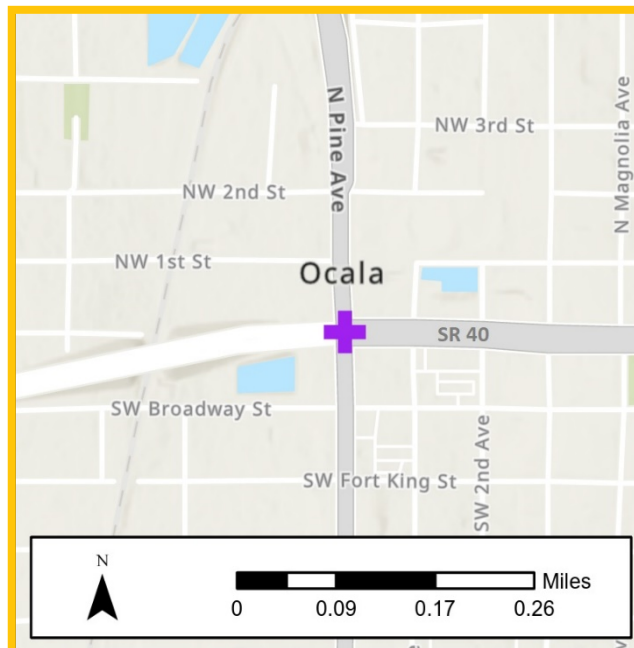 N Pine Ave
NW 3rd St
N Magnolia Ave
NW 2nd St
NW 1st St
Ocala
SR 40
SW Broadway St
SW 2nd Ave
SW Fort King St
N
Miles
0 0.09 0.17 0.26